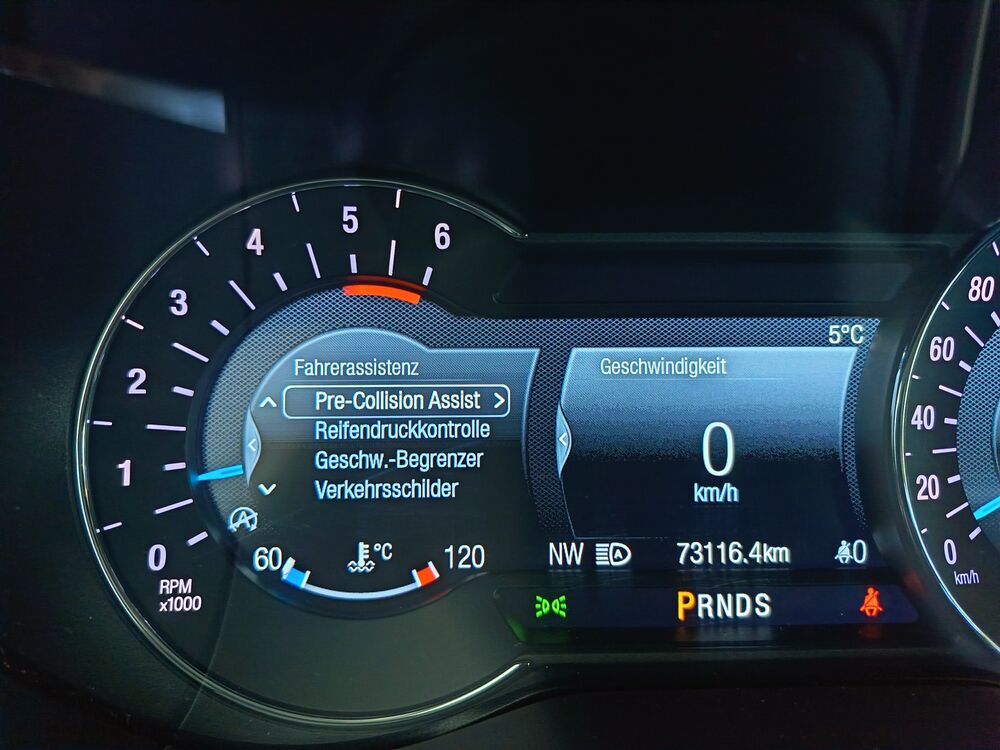 6
5
4
3
2
1
0
RPM
x1000
Fahrerassistenz
Pre-Collision Assist >
Reifendruckkontrolle
Geschw.-Begrenzer
Verkehrsschilder
60 °C 120
5°C
Geschwindigkeit
0
km/h
NW A 73116.4km 0
PRNDS
80
60
40
20
0
km/h